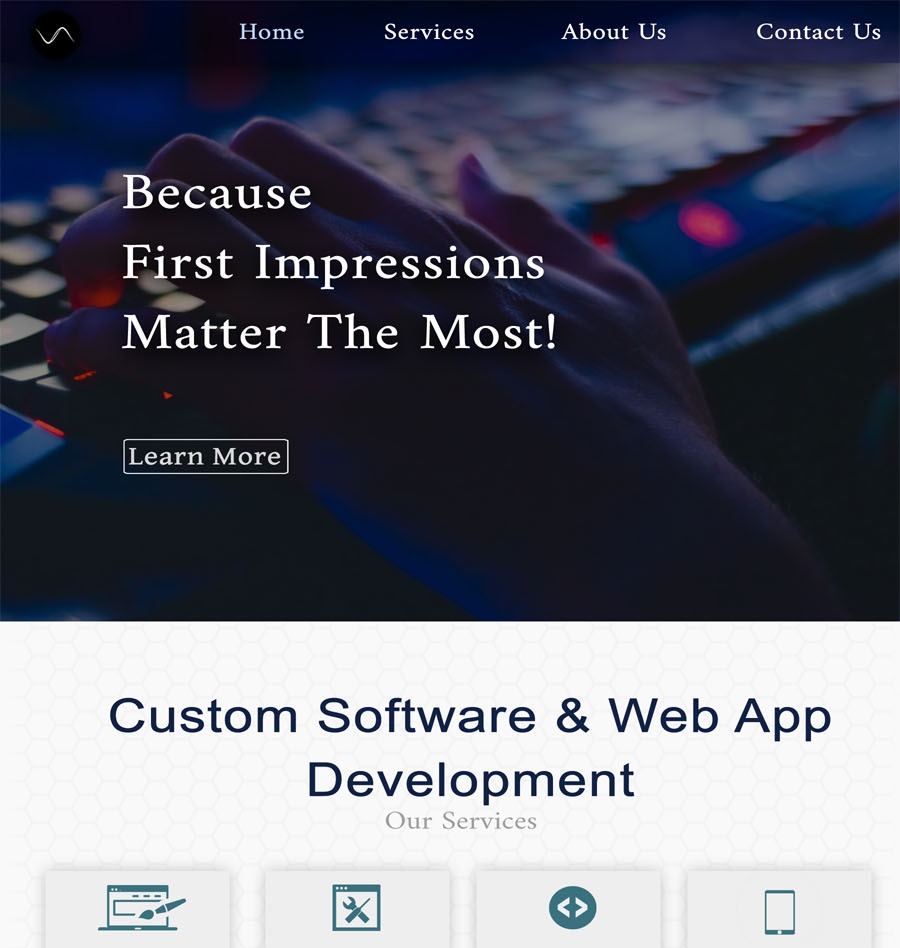 Home Services About Us Contact Us
Because
First Impressions
Matter The Most!
Learn More
Custom Software & Web App
Development
Our Services